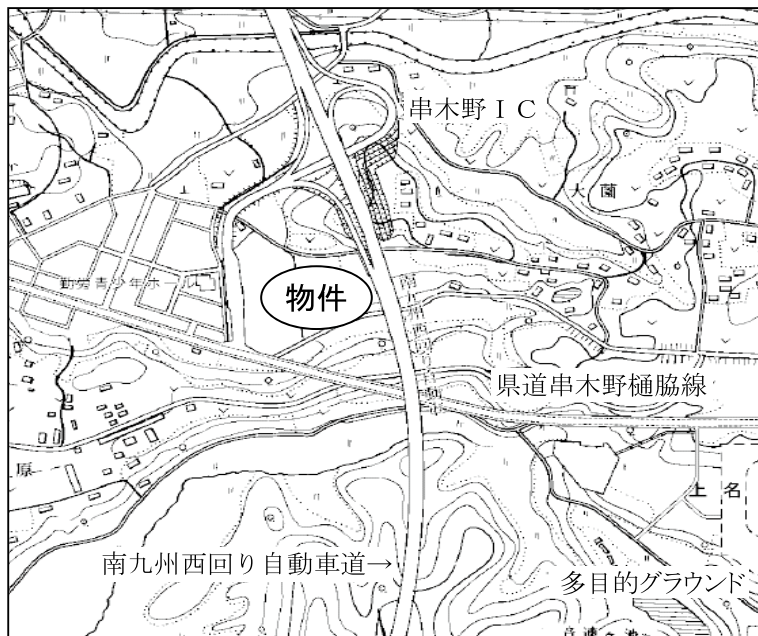 串木野ＩＣ
大薗
勤労青少年ホール
物件
県道串木野樋脇線
原
上名
南九州西回り自動車道→
多目的グラウンド